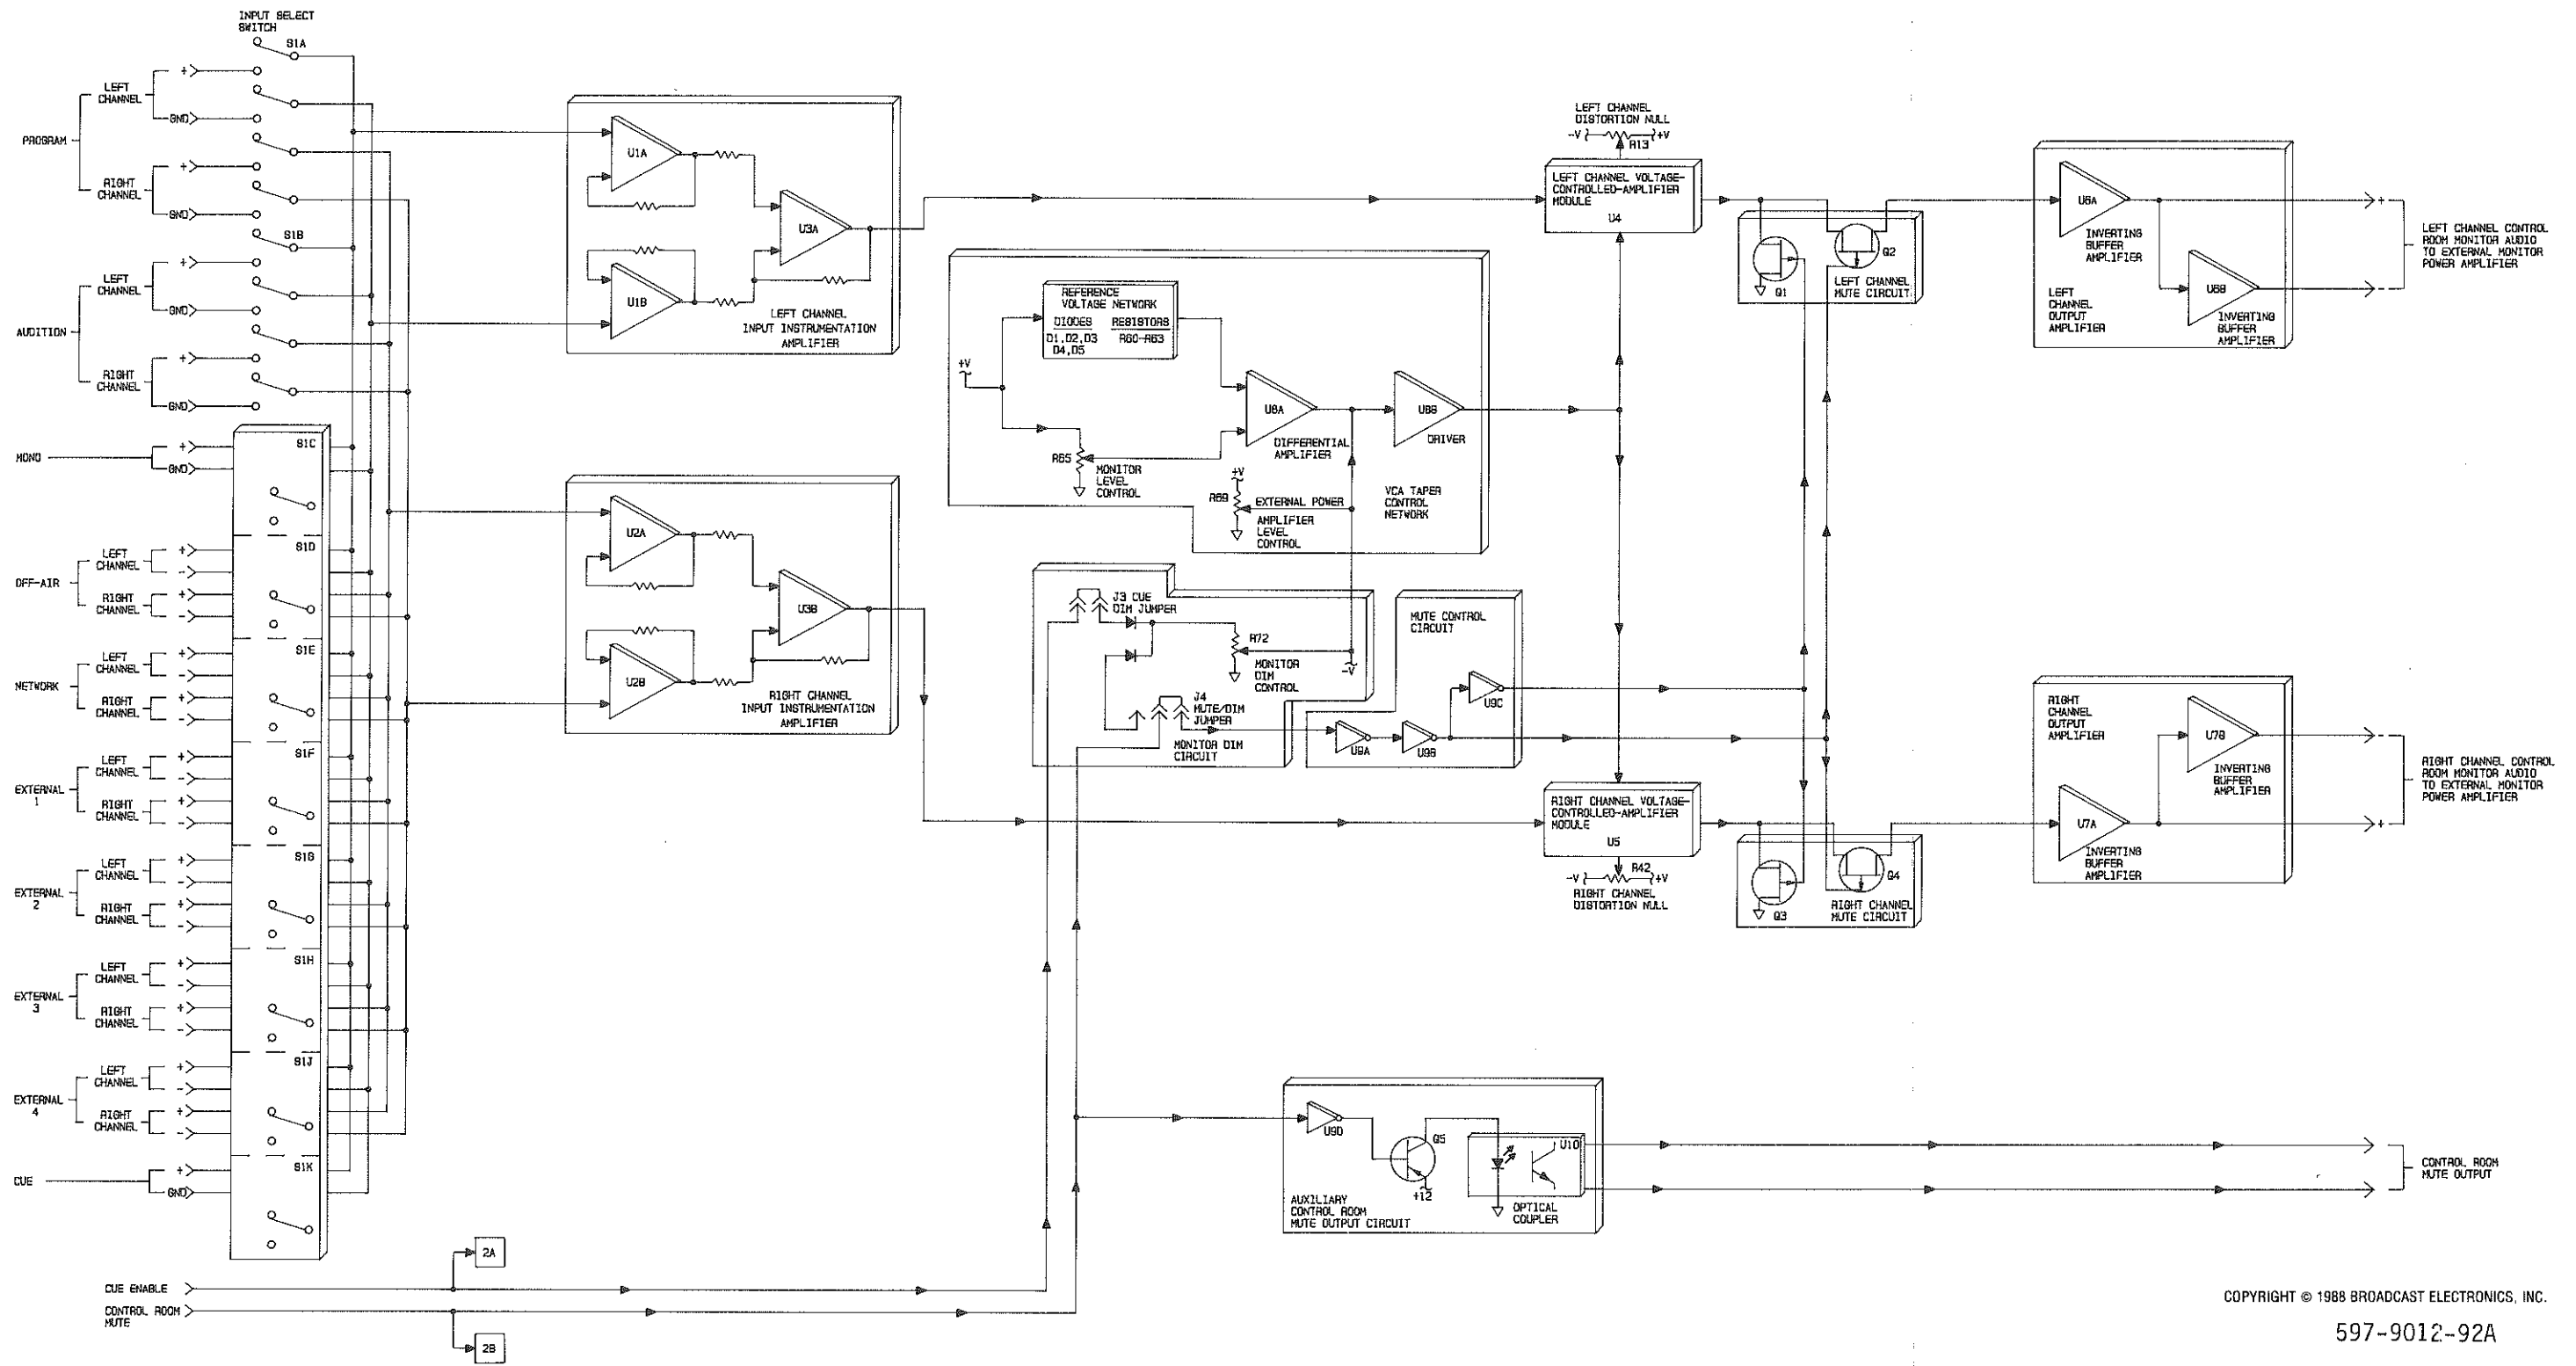 INPUT SELECT
SWITCH
S1A
LEFT
CHANNEL
+
GND
PROGRAM
RIGHT
CHANNEL
+
GND
S1B
LEFT
CHANNEL
+
GND
AUDITION
RIGHT
CHANNEL
+
GND
MONO
+
GND
S1C
OFF-AIR
LEFT
CHANNEL
+
-
RIGHT
CHANNEL
+
-
S1D
NETWORK
LEFT
CHANNEL
+
-
RIGHT
CHANNEL
+
-
S1E
EXTERNAL
1
LEFT
CHANNEL
+
-
RIGHT
CHANNEL
+
-
S1F
EXTERNAL
2
LEFT
CHANNEL
+
-
RIGHT
CHANNEL
+
-
S1G
EXTERNAL
3
LEFT
CHANNEL
+
-
RIGHT
CHANNEL
+
-
S1H
EXTERNAL
4
LEFT
CHANNEL
+
-
RIGHT
CHANNEL
+
-
S1J
CUE
+
GND
S1K
CUE ENABLE
CONTROL ROOM
MUTE
2A
2B
U1A
U1B
U3A
LEFT CHANNEL
INPUT INSTRUMENTATION
AMPLIFIER
U2A
U2B
U3B
RIGHT CHANNEL
INPUT INSTRUMENTATION
AMPLIFIER
REFERENCE
VOLTAGE NETWORK
DIODES
D1,D2,D3
D4,D5
RESISTORS
R60-R63
+V
R65
MONITOR
LEVEL
CONTROL
U8A
DIFFERENTIAL
AMPLIFIER
U8B
DRIVER
+V
R69
EXTERNAL POWER
AMPLIFIER
LEVEL
CONTROL
VCA TAPER
CONTROL
NETWORK
J3 CUE
DIM JUMPER
R72
MONITOR
DIM
CONTROL
-V
J4
MUTE/DIM
JUMPER
MONITOR DIM
CIRCUIT
MUTE CONTROL
CIRCUIT
U9A
U9B
U9C
LEFT CHANNEL
DISTORTION NULL
-V
+V
R13
LEFT CHANNEL VOLTAGE-
CONTROLLED-AMPLIFIER
MODULE
U4
Q1
Q2
LEFT CHANNEL
MUTE CIRCUIT
RIGHT CHANNEL VOLTAGE-
CONTROLLED-AMPLIFIER
MODULE
U5
R42
-V
+V
RIGHT CHANNEL
DISTORTION NULL
Q3
Q4
RIGHT CHANNEL
MUTE CIRCUIT
U6A
INVERTING
BUFFER
AMPLIFIER
U6B
INVERTING
BUFFER
AMPLIFIER
LEFT
CHANNEL
OUTPUT
AMPLIFIER
+
-
LEFT CHANNEL CONTROL
ROOM MONITOR AUDIO
TO EXTERNAL MONITOR
POWER AMPLIFIER
RIGHT
CHANNEL
OUTPUT
AMPLIFIER
U7B
INVERTING
BUFFER
AMPLIFIER
U7A
INVERTING
BUFFER
AMPLIFIER
-
+
RIGHT CHANNEL CONTROL
ROOM MONITOR AUDIO
TO EXTERNAL MONITOR
POWER AMPLIFIER
U9D
Q5
+12
U10
OPTICAL
COUPLER
AUXILIARY
CONTROL ROOM
MUTE OUTPUT CIRCUIT
CONTROL ROOM
MUTE OUTPUT
COPYRIGHT © 1988 BROADCAST ELECTRONICS, INC.
597-9012-92A